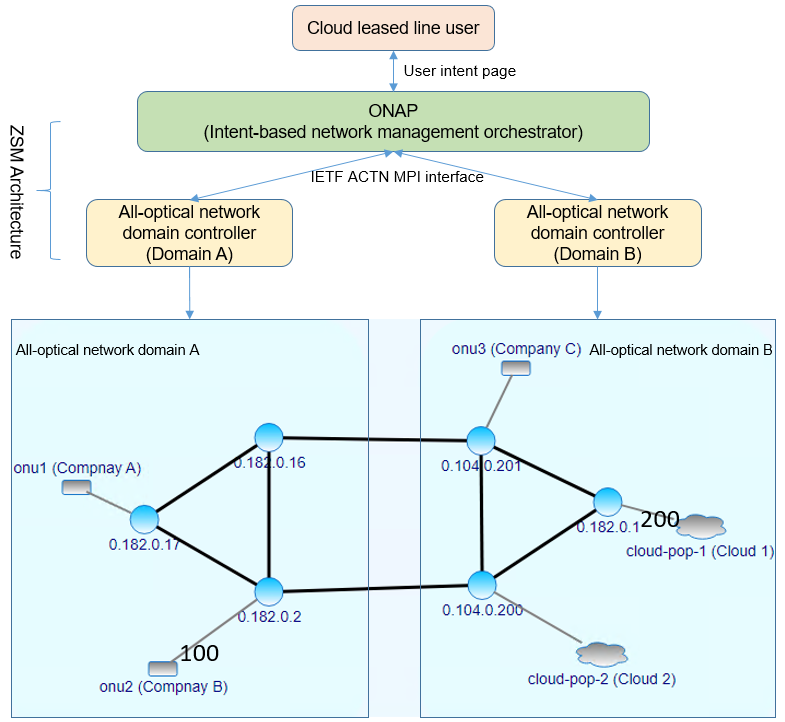 Cloud leased line user
User intent page
ONAP
(Intent-based network management orchestrator)
ZSM Architecture
IETF ACTN MPI interface
All-optical network
domain controller
(Domain A)
All-optical network
domain controller
(Domain B)
All-optical network domain A
onu3 (Company C)
All-optical network domain B
0.182.0.16
0.104.0.201
onu1 (Compnay A)
0.182.0.17
0.182.0.1
200
cloud-pop-1 (Cloud 1)
0.182.0.2
0.104.0.200
100
onu2 (Compnay B)
cloud-pop-2 (Cloud 2)